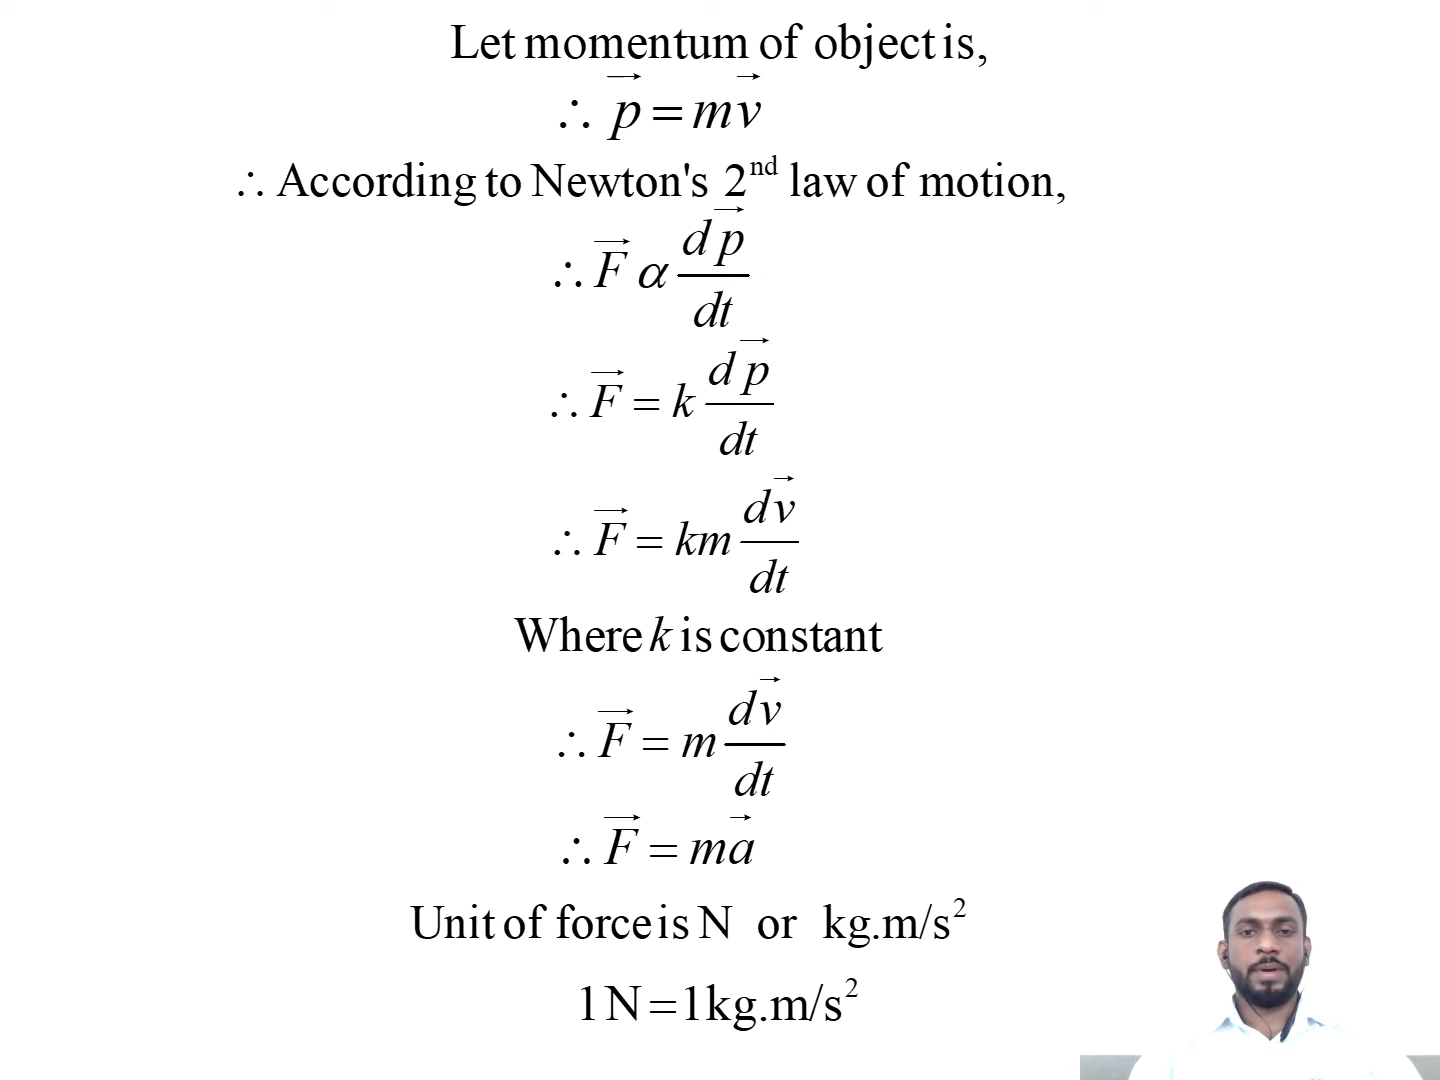 Let momentum of object is,
∴ p⃗ = mv⃗
∴ According to Newton's 2ⁿᵈ law of motion,
∴ F⃗ α dp⃗/dt
∴ F⃗ = k dp⃗/dt
∴ F⃗ = km dv⃗/dt
Where k is constant
∴ F⃗ = m dv⃗/dt
∴ F⃗ = ma⃗
Unit of force is N or kg.m/s²
1 N = 1kg.m/s²